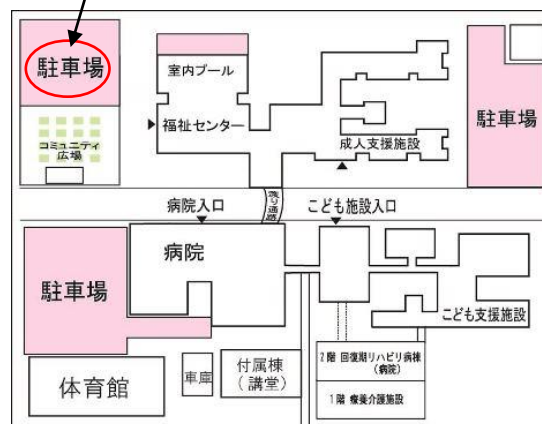 駐車場
室内プール
コミュニティ
広場
福祉センター
成人支援施設
駐車場
病院入口
渡り通路
こども施設入口
病院
駐車場
こども支援施設
体育館
車庫
付属棟
（講堂）
2階 回復期リハビリ病棟
（病院）
1階 療養介護施設